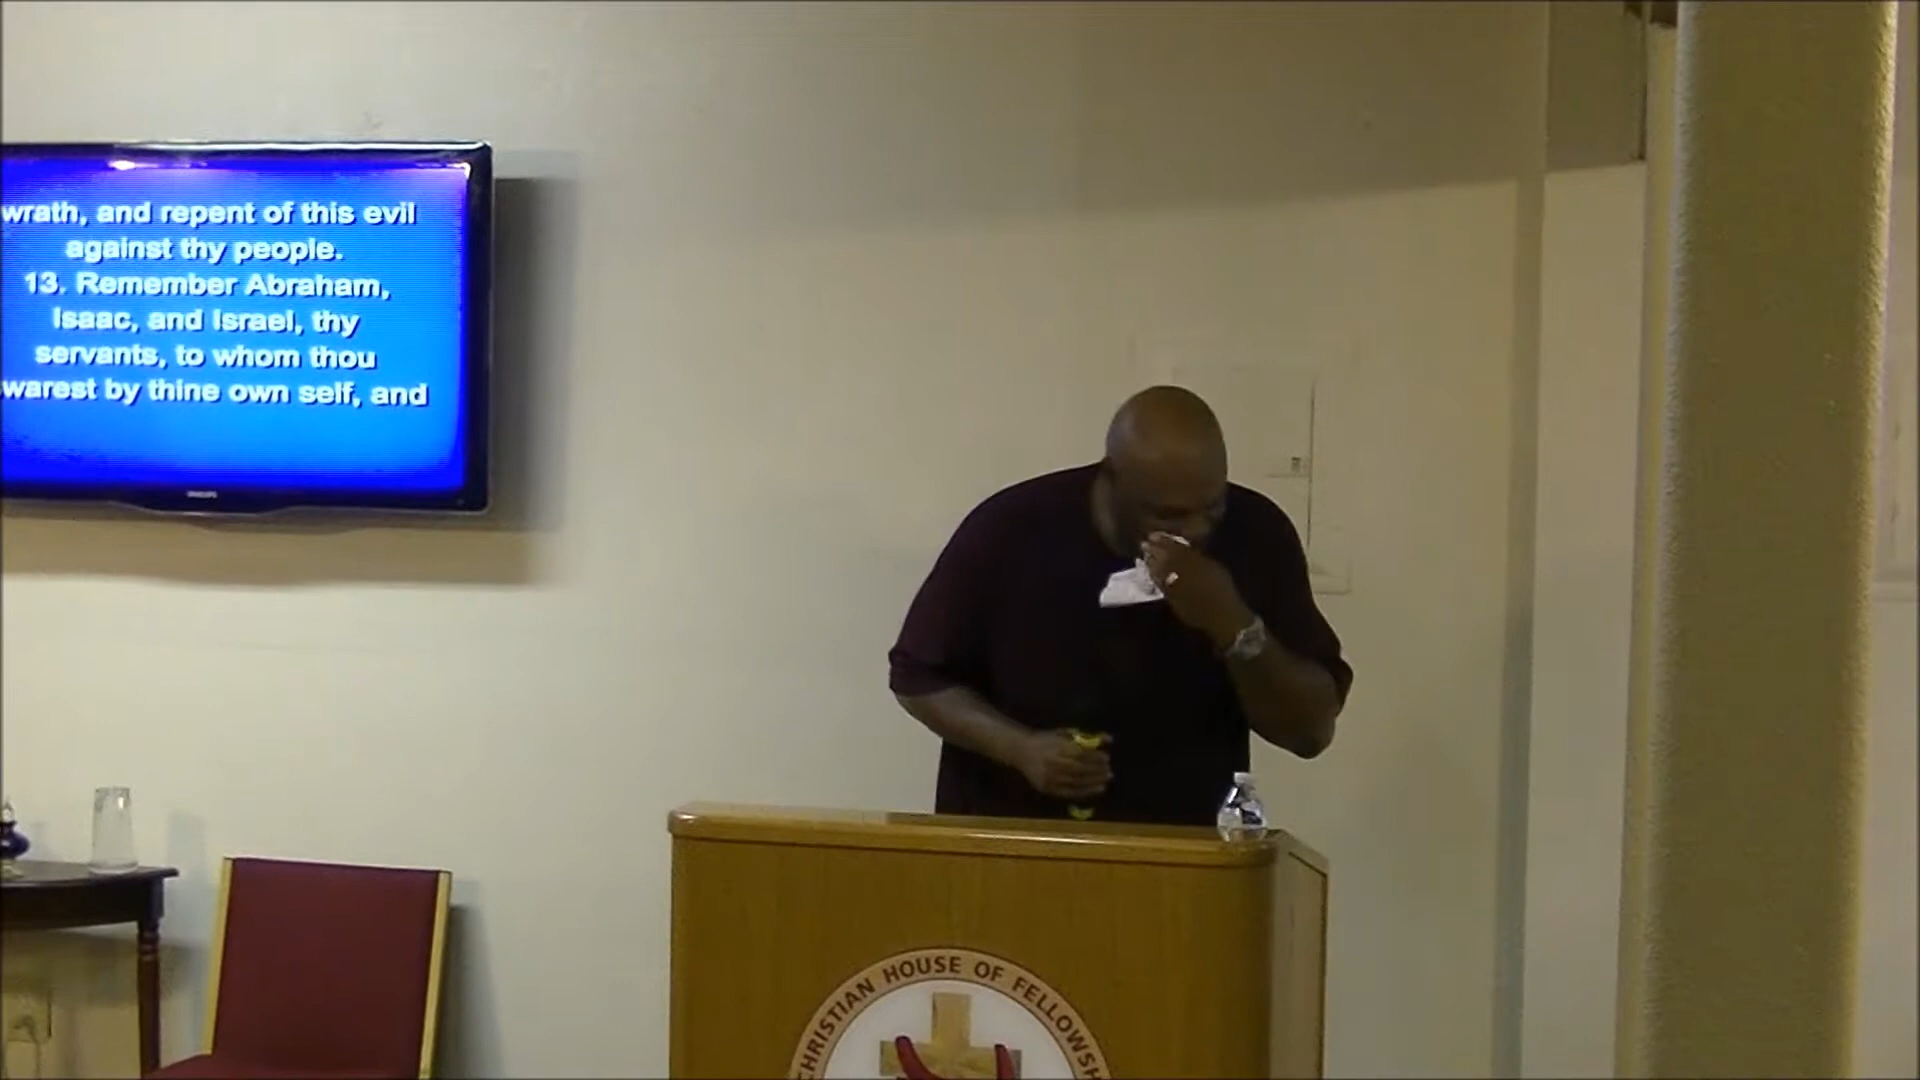 wrath, and repent of this evil
against thy people.
13. Remember Abraham,
Isaac, and Israel, thy
servants, to whom thou
swarest by thine own self, and
PHILIPS
CHRISTIAN HOUSE OF FELLOWSH